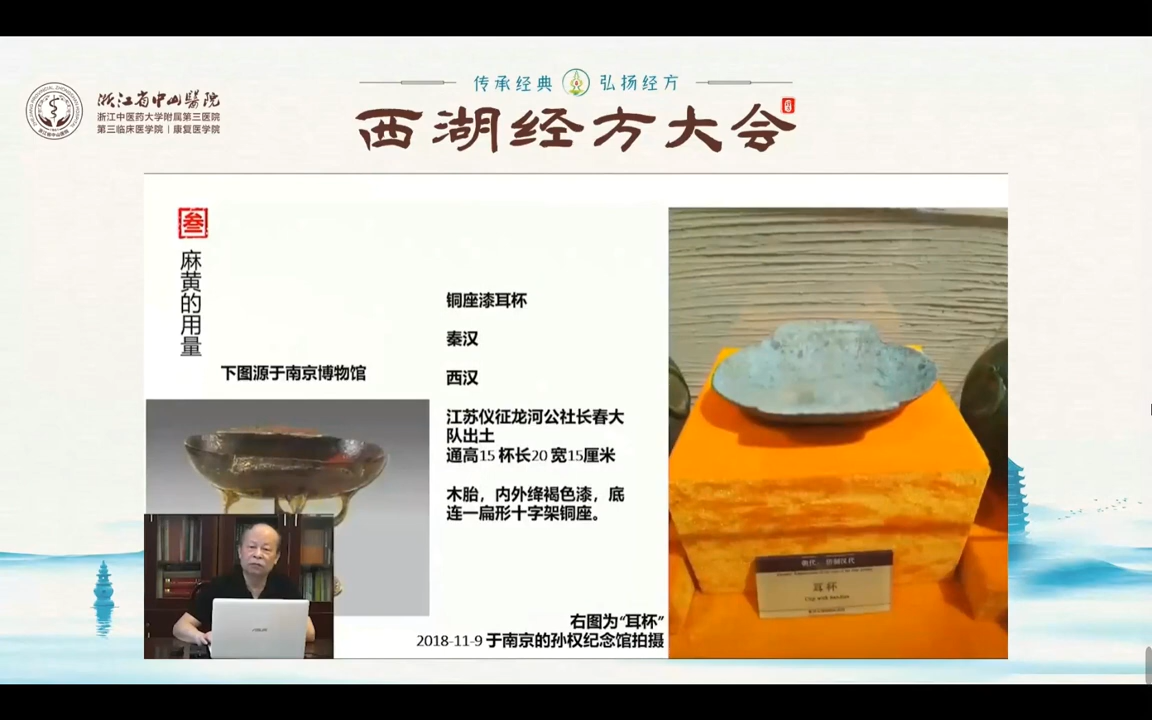 传承经典 弘扬经方
浙江省中山醫院
浙江中医药大学附属第三医院
第三临床医学院 | 康复医学院
西湖经方大会
叁
麻黄的用量
下图源于南京博物馆
铜座漆耳杯
秦汉
西汉
江苏仪征龙河公社长春大
队出土
通高15 杯长20 宽15厘米
木胎，内外绛褐色漆，底
连一扁形十字架铜座。
耳杯
右图为“耳杯”
2018-11-9 于南京的孙权纪念馆拍摄